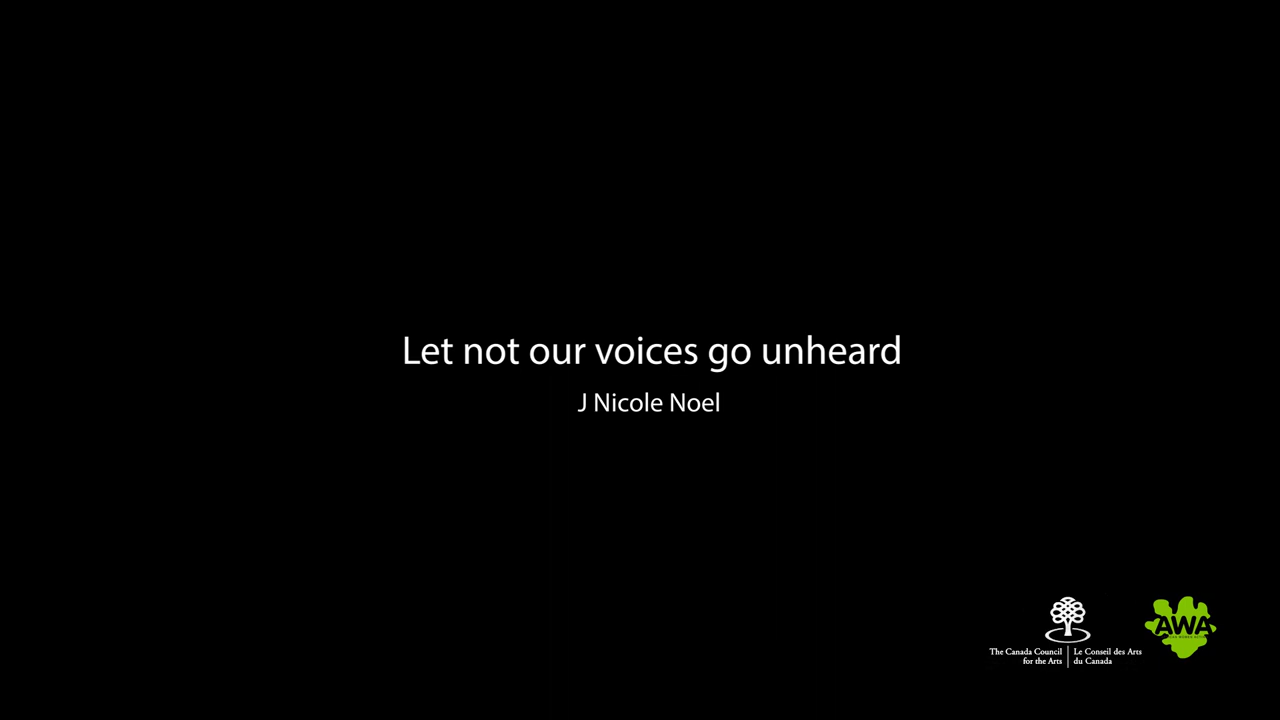 Let not our voices go unheard
J Nicole Noel
The Canada Council
for the Arts
Le Conseil des Arts
du Canada
AWA